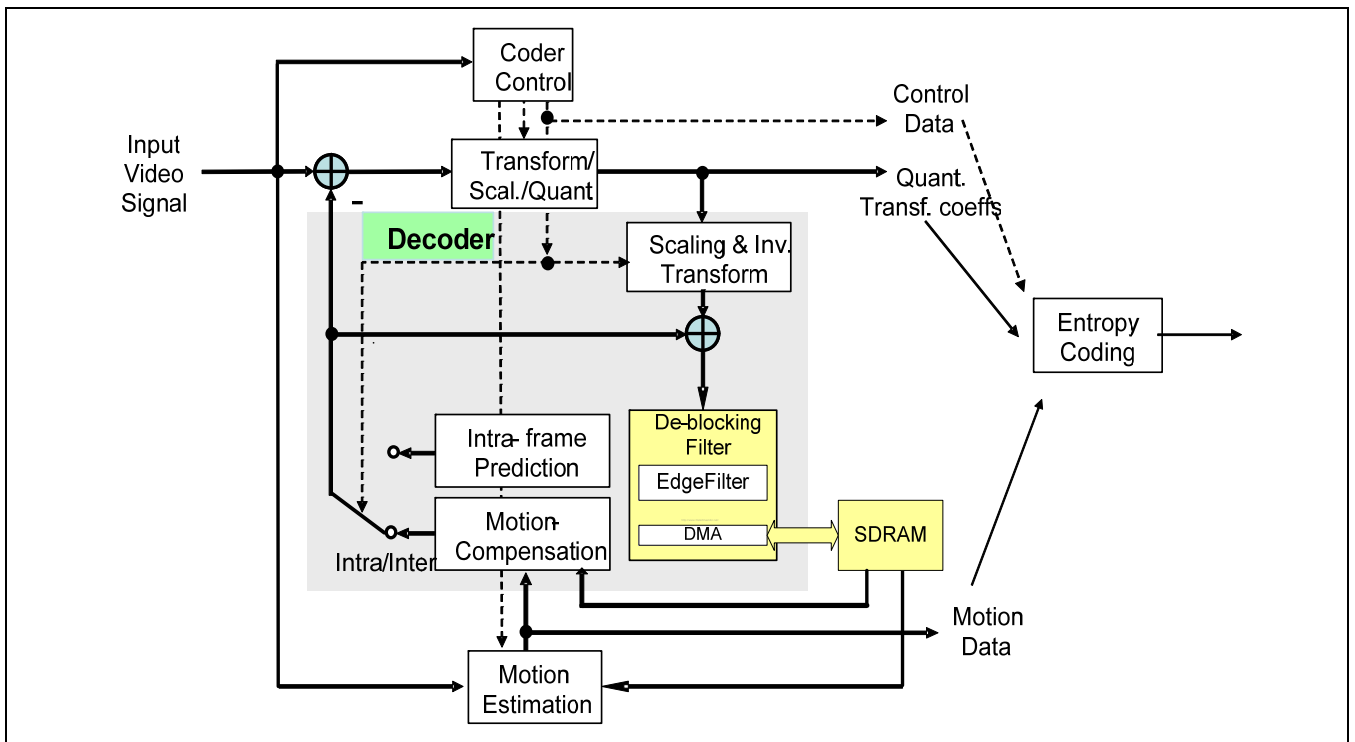 Coder
Control
Control
Data
Input
Video
Signal
Transform/
Scal./Quant
Quant.
Transf. coeffs
-
Decoder
Scaling & Inv.
Transform
Entropy
Coding
Intra- frame
Prediction
De-blocking
Filter
EdgeFilter
Motion-
Compensation
DMA
SDRAM
Intra/Inter
Motion
Data
Motion
Estimation